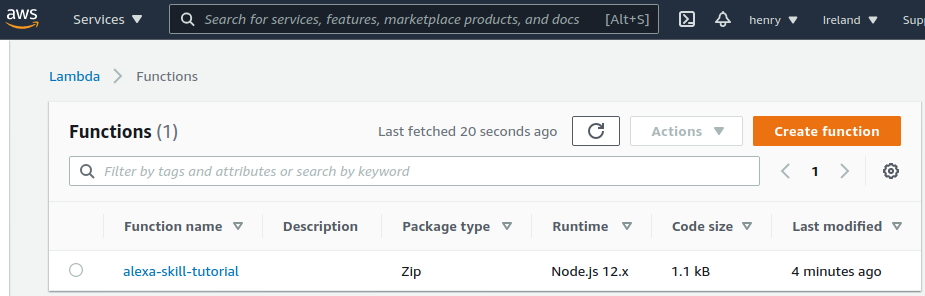 aws Services Search for services, features, marketplace products, and docs [Alt+S] henry Ireland Supp
Lambda Functions
Functions (1) Last fetched 20 seconds ago Actions Create function
Filter by tags and attributes or search by keyword 1
Function name Description Package type Runtime Code size Last modified
alexa-skill-tutorial Zip Node.js 12.x 1.1 kB 4 minutes ago